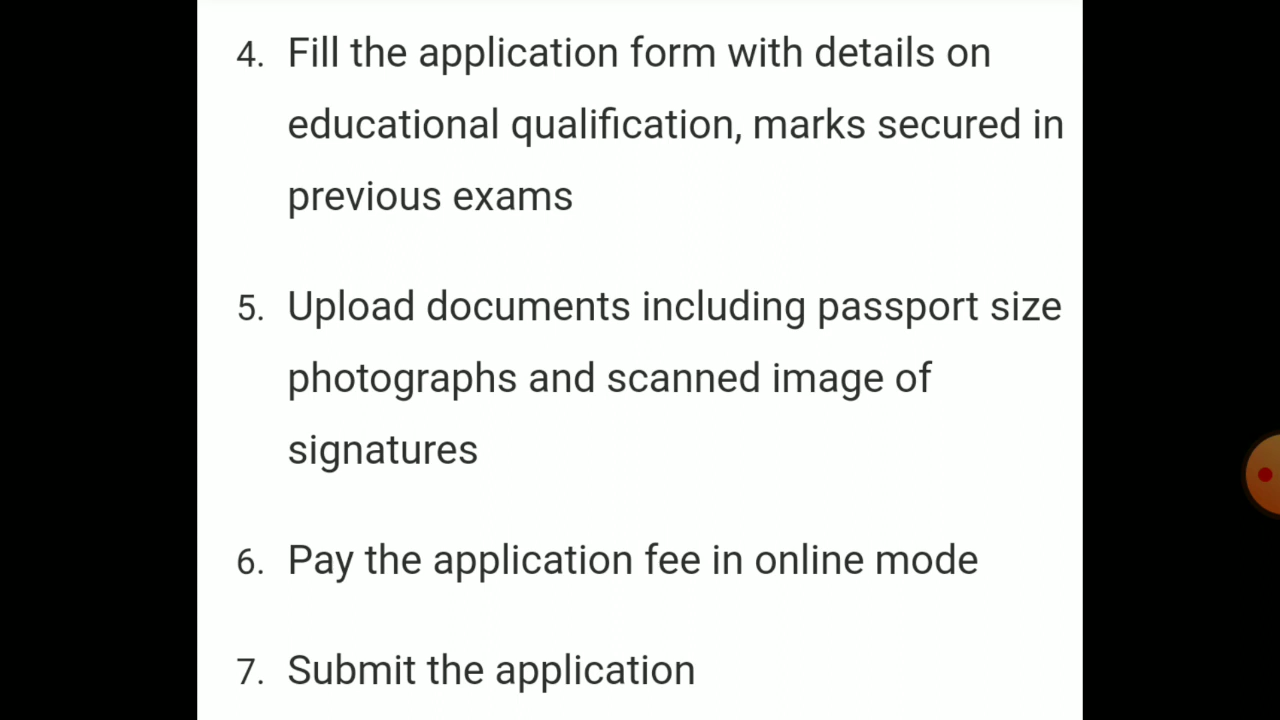 4. Fill the application form with details on
educational qualification, marks secured in
previous exams
5. Upload documents including passport size
photographs and scanned image of
signatures
6. Pay the application fee in online mode
7. Submit the application